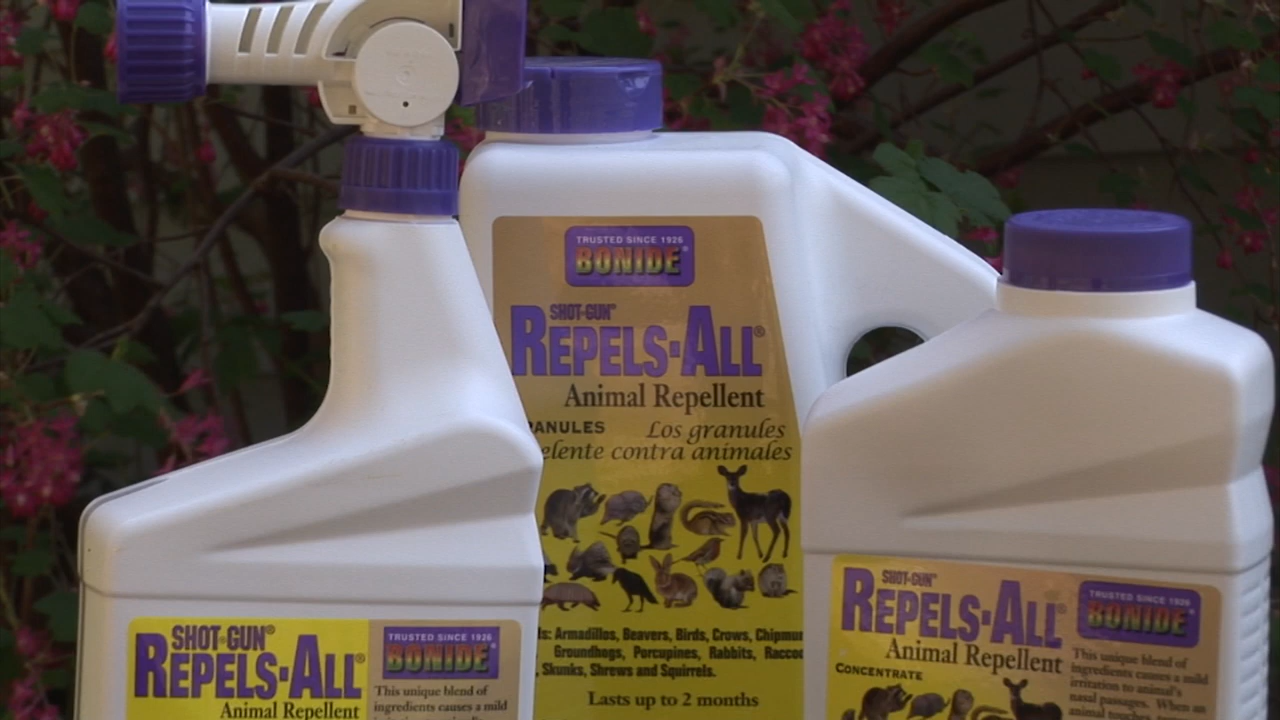 TRUSTED SINCE 1926
BONIDE®
SHOT-GUN®
REPELS-ALL®
Animal Repellent
RANULES Los granules
elente contra animales
ls: Armadillos, Beavers, Birds, Crows, Chipmun
Groundhogs, Porcupines, Rabbits, Raccoo
, Skunks, Shrews and Squirrels.
Lasts up to 2 months
SHOT-GUN®
REPELS-ALL®
Animal Repellent
TRUSTED SINCE 1926
BONIDE®
This unique blend of
ingredients causes a mild
SHOT-GUN®
REPELS-ALL®
Animal Repellent
CONCENTRATE
TRUSTED SINCE 1926
BONIDE®
This unique blend of
ingredients causes a mild
irritation to animal's
nasal passages. When an